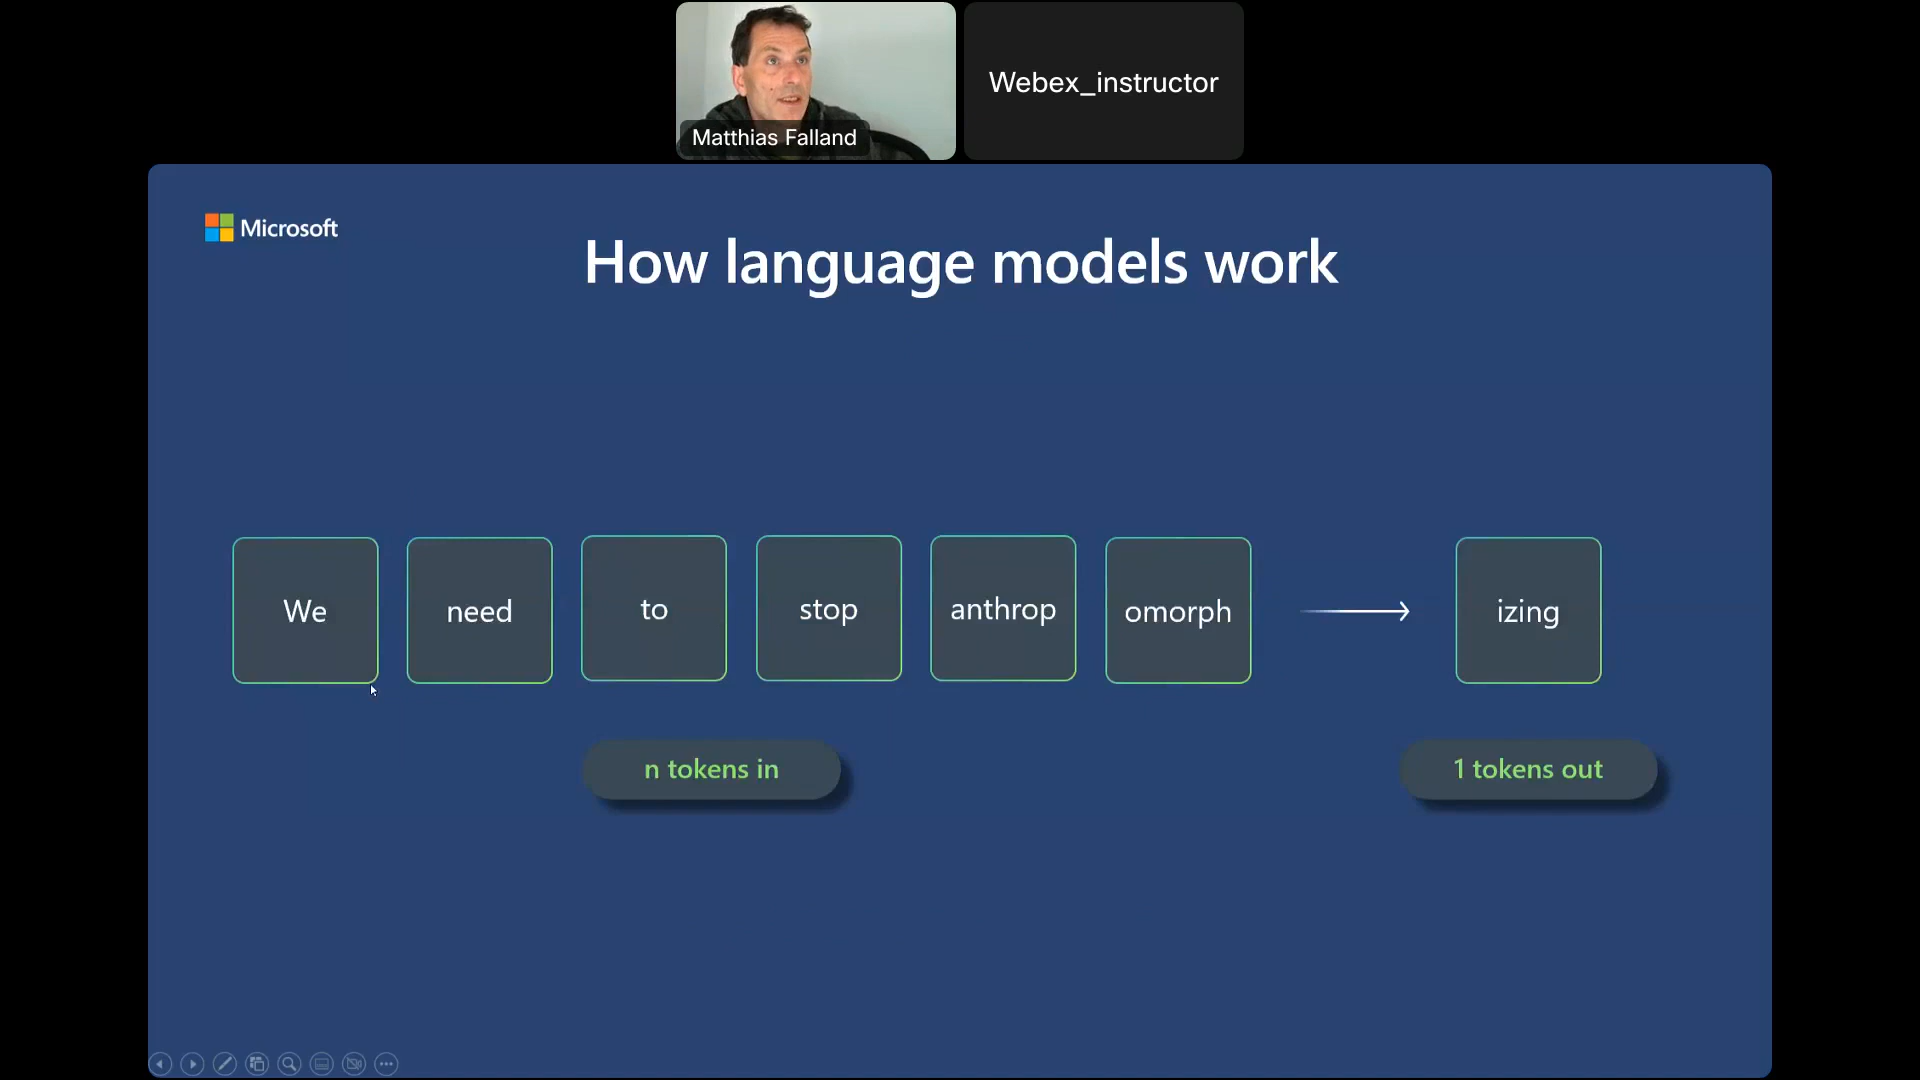 Matthias Falland
Webex_instructor
Microsoft
How language models work
We need to stop anthrop omorph izing
n tokens in
1 tokens out